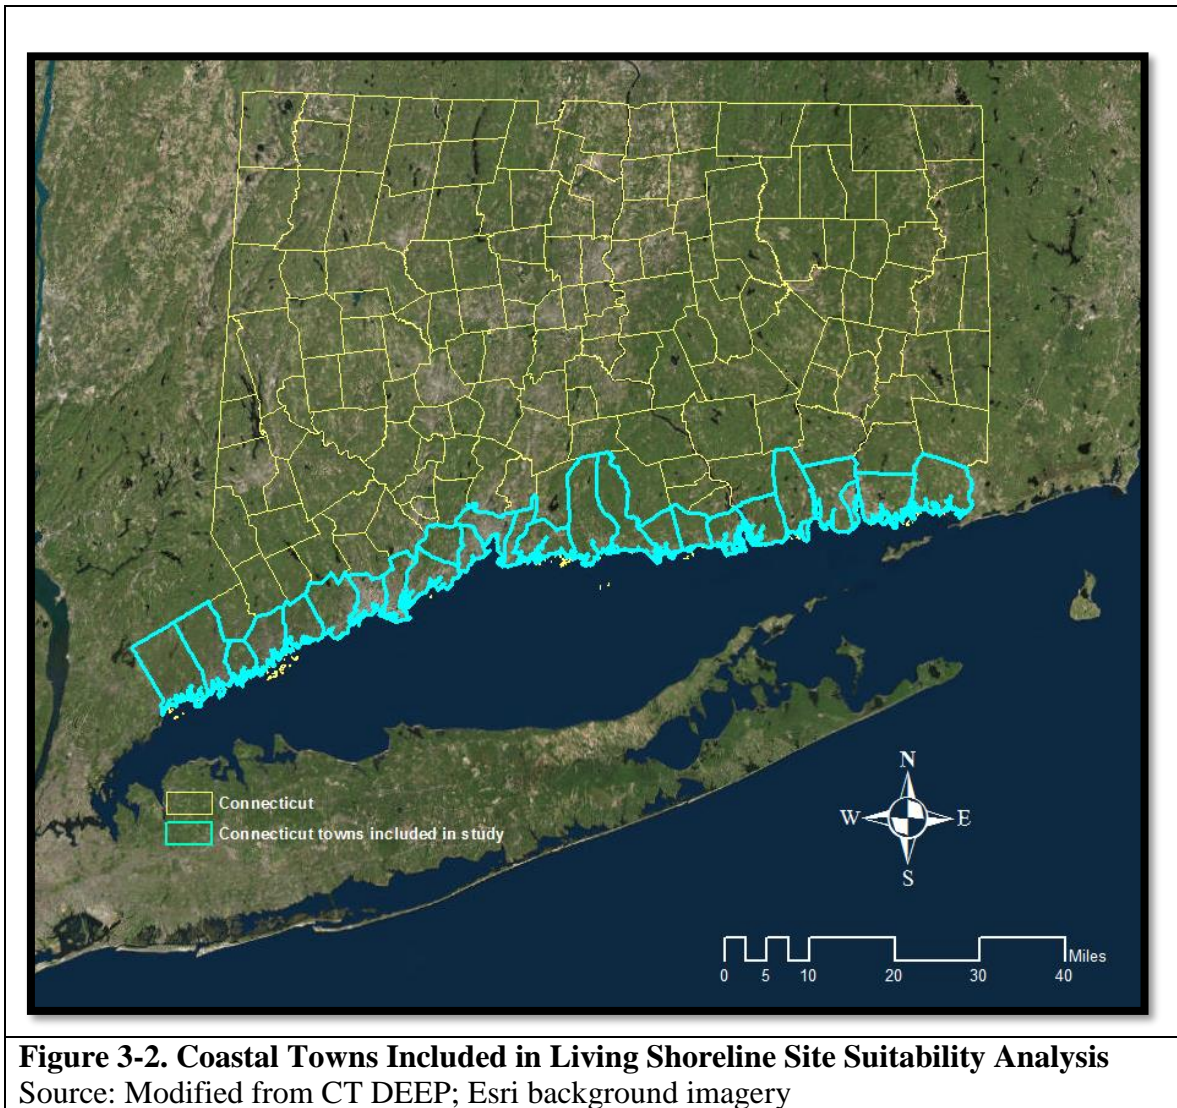 Connecticut
Connecticut towns included in study
N
W E
S
Miles
0 5 10 20 30 40
Figure 3-2. Coastal Towns Included in Living Shoreline Site Suitability Analysis
Source: Modified from CT DEEP; Esri background imagery